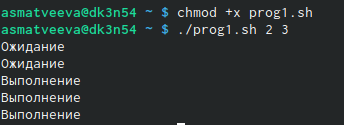 asmatveeva@dk3n54 ~ $ chmod +x prog1.sh
asmatveeva@dk3n54 ~ $ ./prog1.sh 2 3
Ожидание
Ожидание
Выполнение
Выполнение
Выполнение